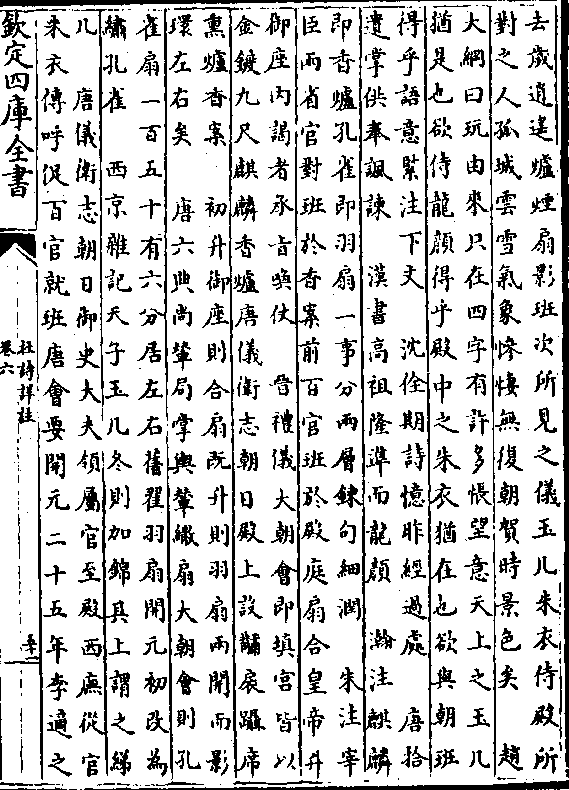 去歲逍遥爐煙扇影班次所見之儀玉几朱衣侍殿所
對之人孤城雲雪氣象慘悽無復朝賀時景色矣　趙
大綱曰玩由來只在四字有許多悵望意天上之玉几
猶是也欲侍龍顔得乎殿中之朱衣猶在也欲與朝班
得乎語意緊注下文　沈佺期詩憶昨經過處　唐拾
遺掌供奉諷諫　漢書高祖隆準而龍顔　瀚注麒麟
即香爐孔雀即羽扇一事分兩層鍊句細潤　朱注宰
臣兩省官對班於香案前百官班於殿庭扇合皇帝升
御座内謁者承旨喚仗　晉禮儀大朝會即填宮皆以
金鍍九尺麒麟香爐唐儀衛志朝日殿上設黼扆躡席
熏爐香案　初升御座則合扇既升則羽扇兩開而影
環左右矣　唐六典尚輦局掌輿輦繖扇大朝會則孔
雀扇一百五十有六分居左右舊翟羽扇開元初改為
繡孔雀　西京雜記天子玉几冬則加錦其上謂之綈
几　唐儀衛志朝日御史大夫領屬官至殿西廡從官
朱衣傳呼促百官就班唐會要開元二十五年李適之
欽定四庫全書
杜詩詳註
卷六